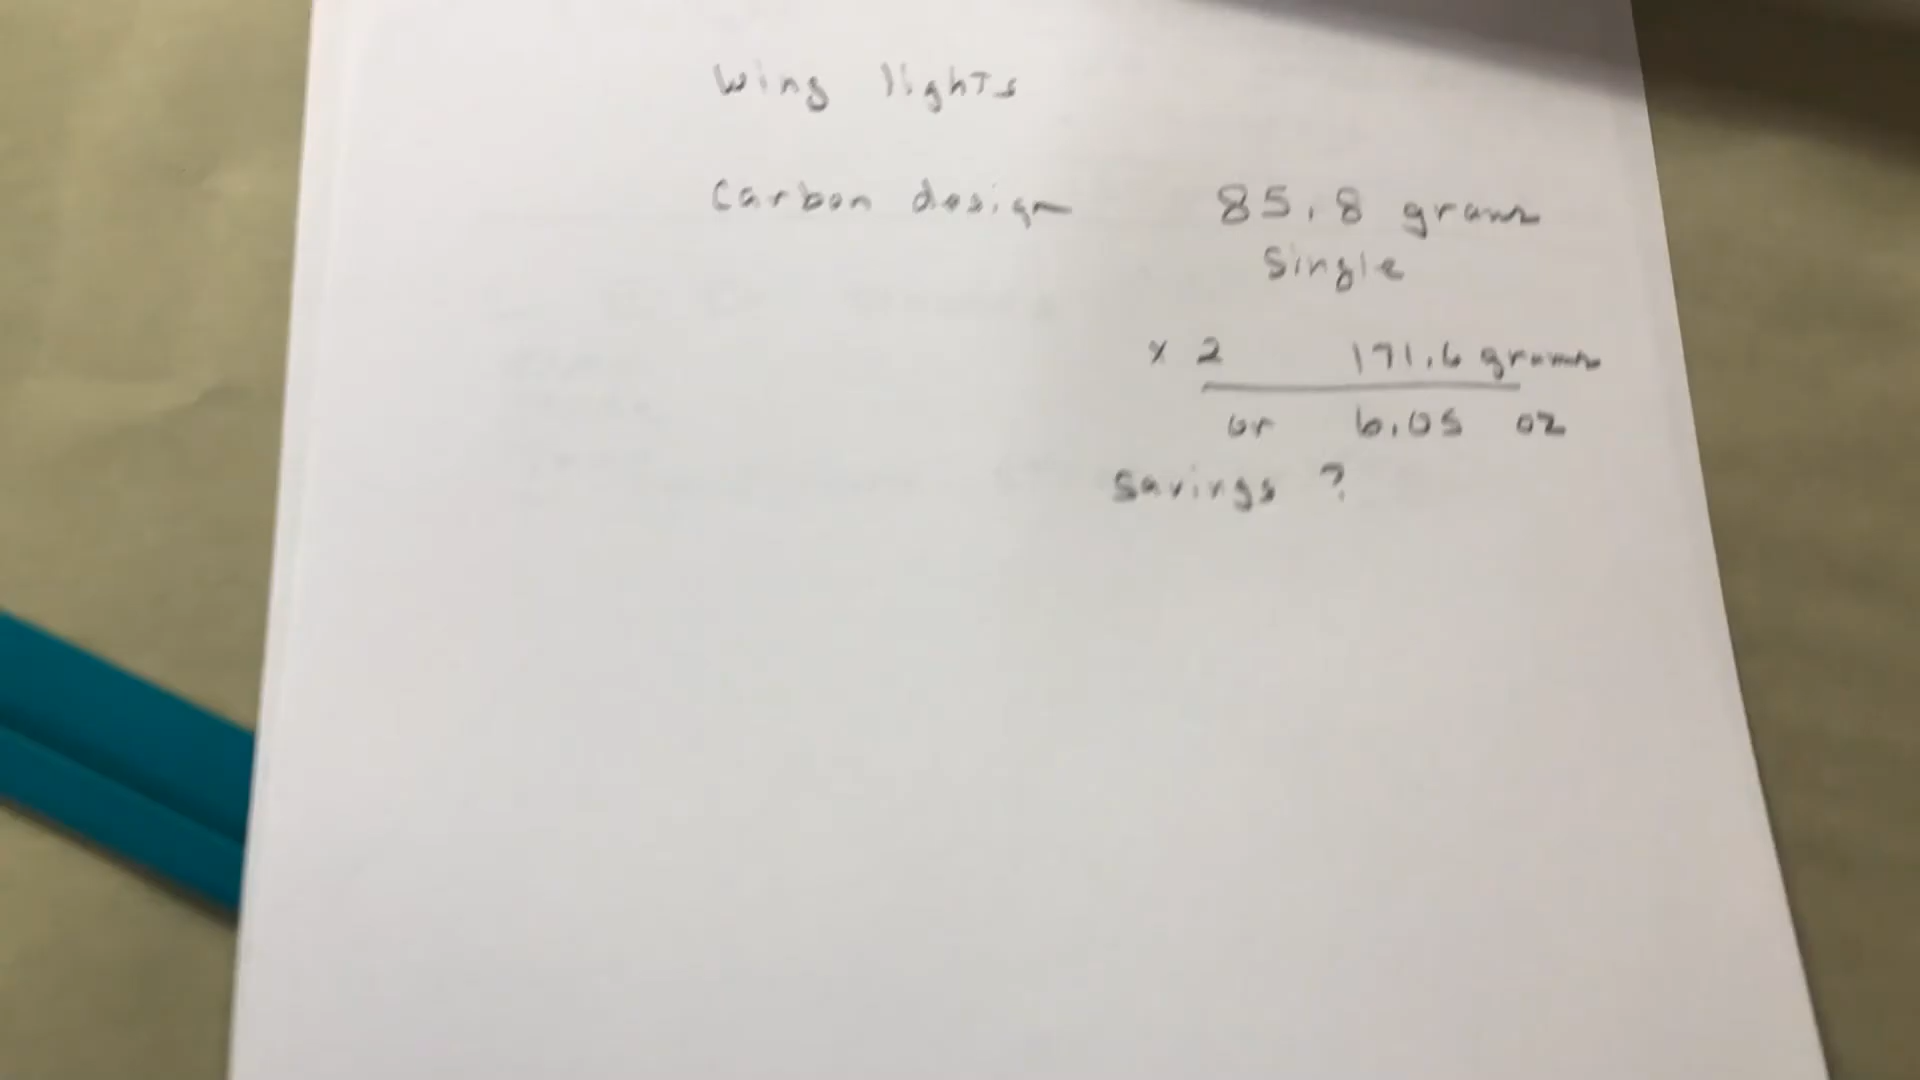 Wing lights
Carbon design 85.8 grams
single
x 2 171.6 grams
or 6.05 oz
Savings ?